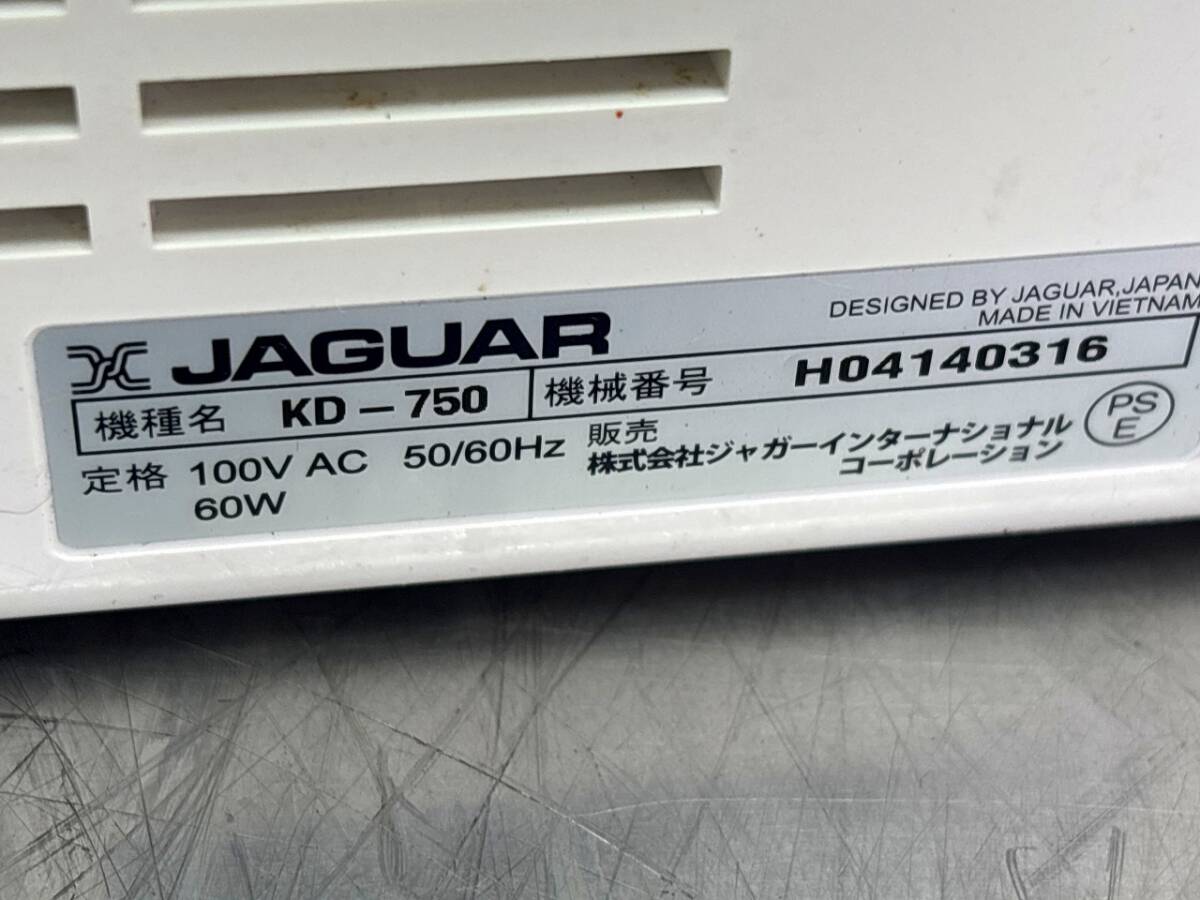 JAGUAR
DESIGNED BY JAGUAR,JAPAN
MADE IN VIETNAM
機種名 KD-750 機械番号 H04140316
定格 100V AC 50/60Hz
60W
販売
株式会社ジャガーインターナショナル
コーポレーション
PS
E